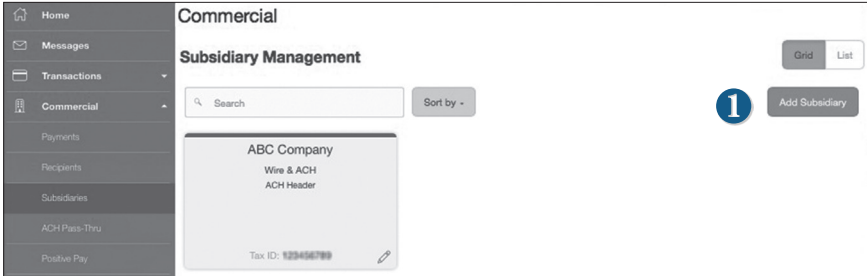 Home
Messages
Transactions
Commercial
Payments
Recipients
Subsidiaries
ACH Pass-Thru
Positive Pay
Commercial
Subsidiary Management
Grid List
Search
Sort by
1
Add Subsidiary
ABC Company
Wire & ACH
ACH Header
Tax ID: 123456789